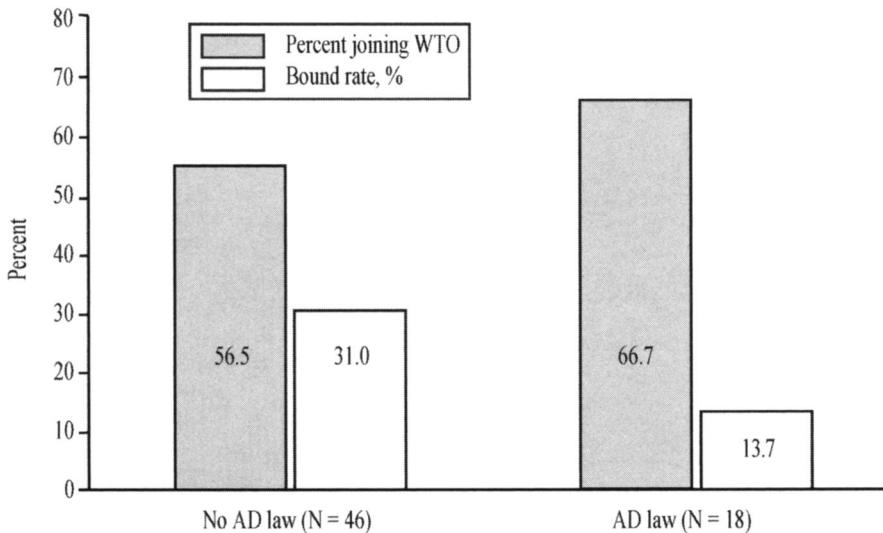 80
70
60
50
40
30
20
10
0
Percent
Percent joining WTO
Bound rate, %
56.5
31.0
66.7
13.7
No AD law (N = 46)
AD law (N = 18)